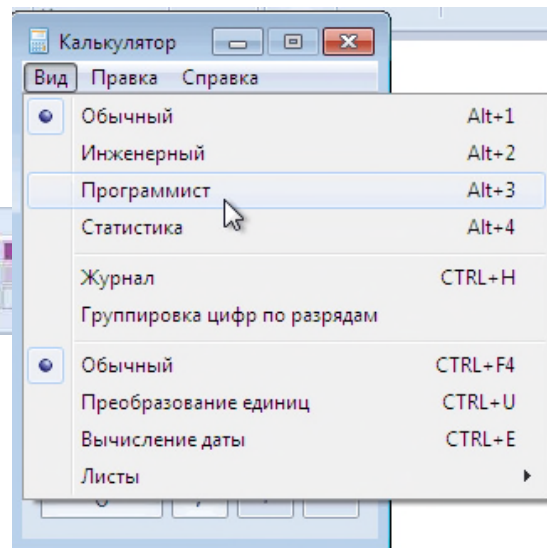 Калькулятор
Вид Правка Справка
Обычный Alt+1
Инженерный Alt+2
Программист Alt+3
Статистика Alt+4
Журнал CTRL+H
Группировка цифр по разрядам
Обычный CTRL+F4
Преобразование единиц CTRL+U
Вычисление даты CTRL+E
Листы